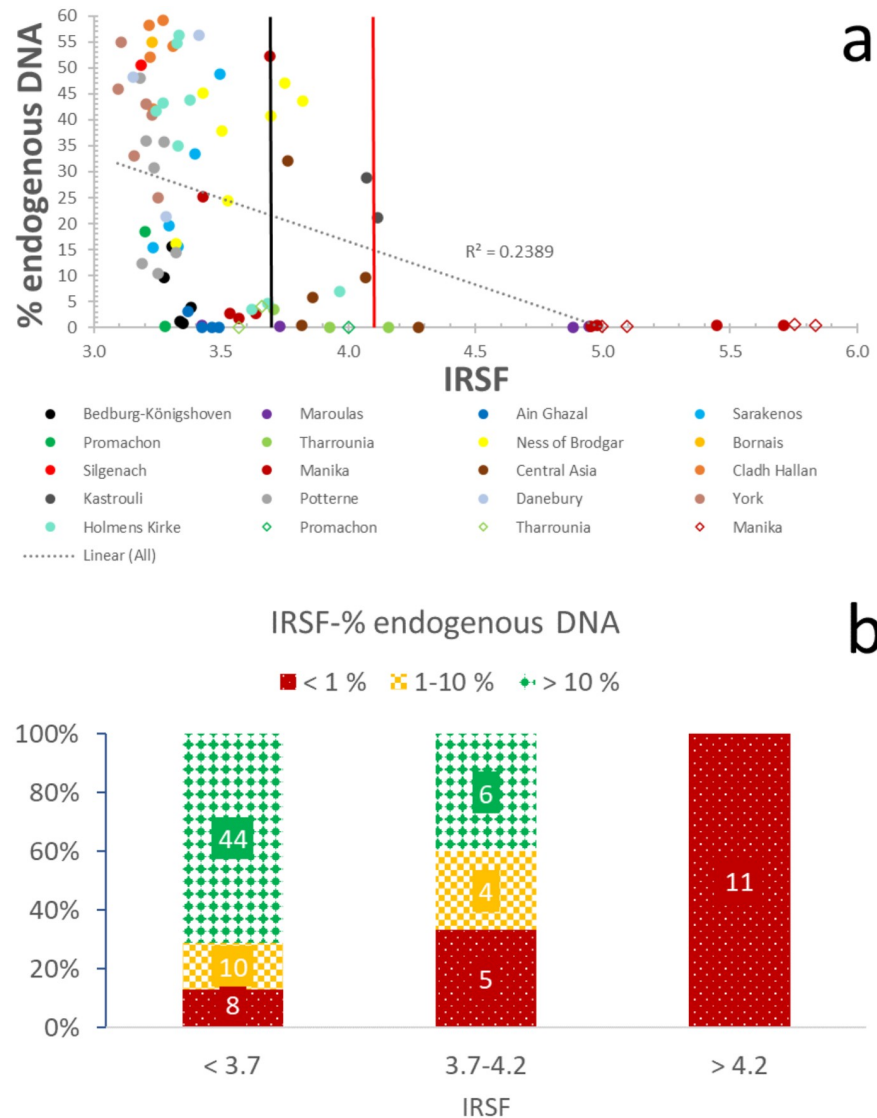 a
% endogenous DNA
60
55
50
45
40
35
30
25
20
15
10
5
0
R² = 0.2389
3.0 3.5 4.0 4.5 5.0 5.5 6.0
IRSF
Bedburg-Königshoven Maroulas Ain Ghazal Sarakenos
Promachon Tharrounia Ness of Brodgar Bornais
Silgenach Manika Central Asia Cladh Hallan
Kastrouli Potterne Danebury York
Holmens Kirke Promachon Tharrounia Manika
Linear (All)
b
IRSF-% endogenous DNA
< 1 % 1-10 % > 10 %
100%
80%
60%
40%
20%
0%
44
10
8
6
4
5
11
< 3.7 3.7-4.2 > 4.2
IRSF